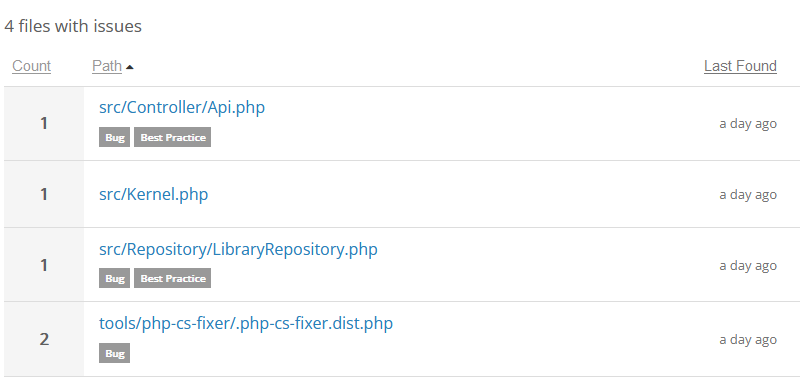 4 files with issues
Count Path Last Found
1 src/Controller/Api.php a day ago
Bug Best Practice
1 src/Kernel.php a day ago
1 src/Repository/LibraryRepository.php a day ago
Bug Best Practice
2 tools/php-cs-fixer/.php-cs-fixer.dist.php a day ago
Bug